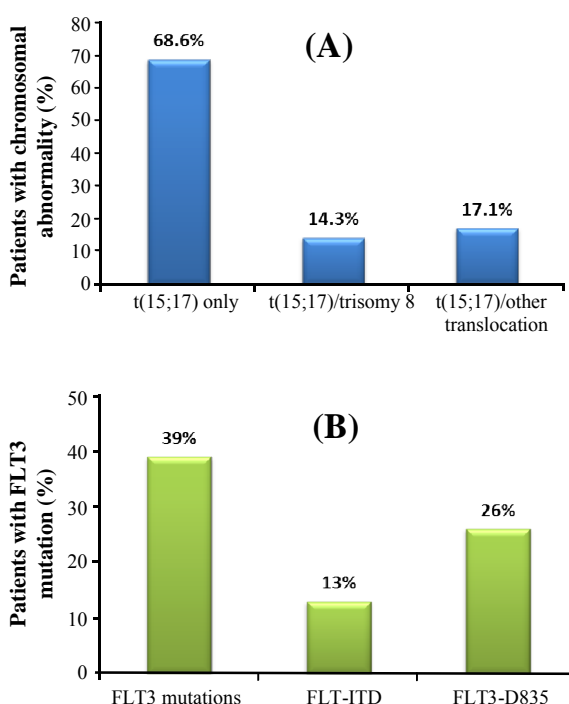 Patients with chromosomal
abnormality (%)
80
70
60
50
40
30
20
10
0
(A)
68.6%
14.3%
17.1%
t(15;17) only
t(15;17)/trisomy 8
t(15;17)/other
translocation
Patients with FLT3
mutation (%)
50
40
30
20
10
0
(B)
39%
13%
26%
FLT3 mutations
FLT-ITD
FLT3-D835